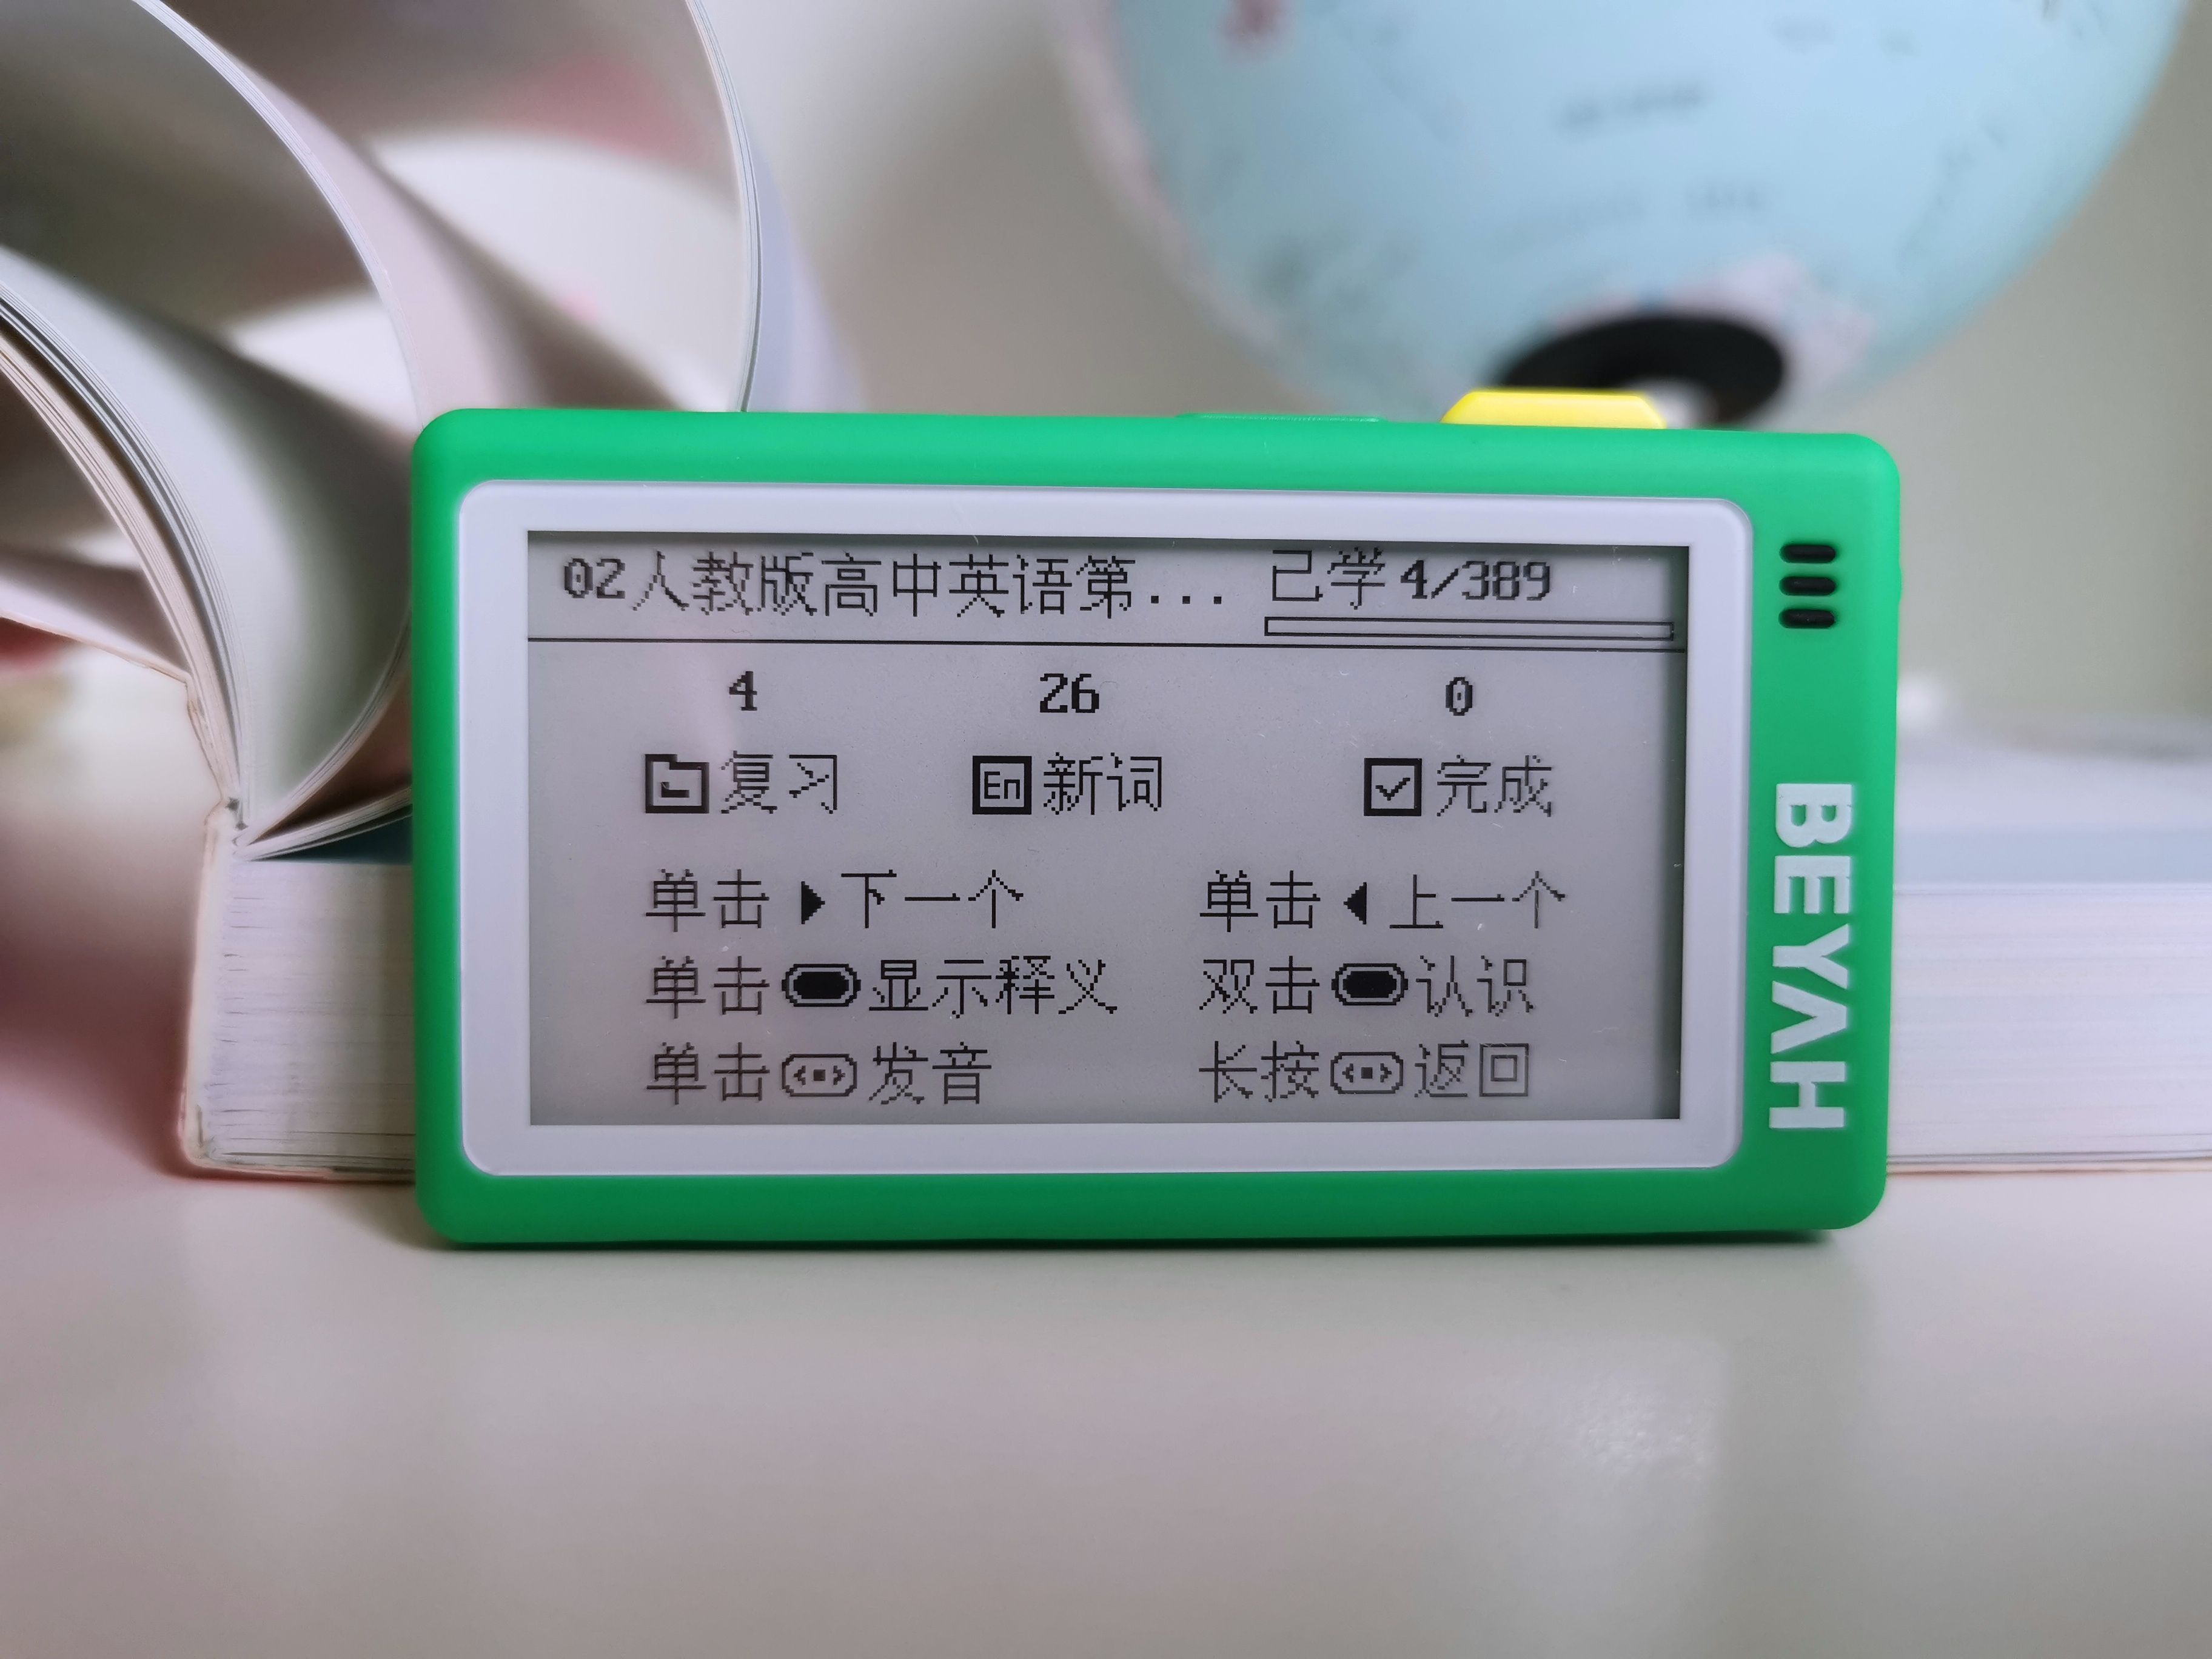 02人教版高中英语第... 已学4/389
4 26 0
复习 En 新词 完成
单击▶下一个 单击◀上一个
单击 显示释义 双击 认识
单击 发音 长按 返回
BEYAH